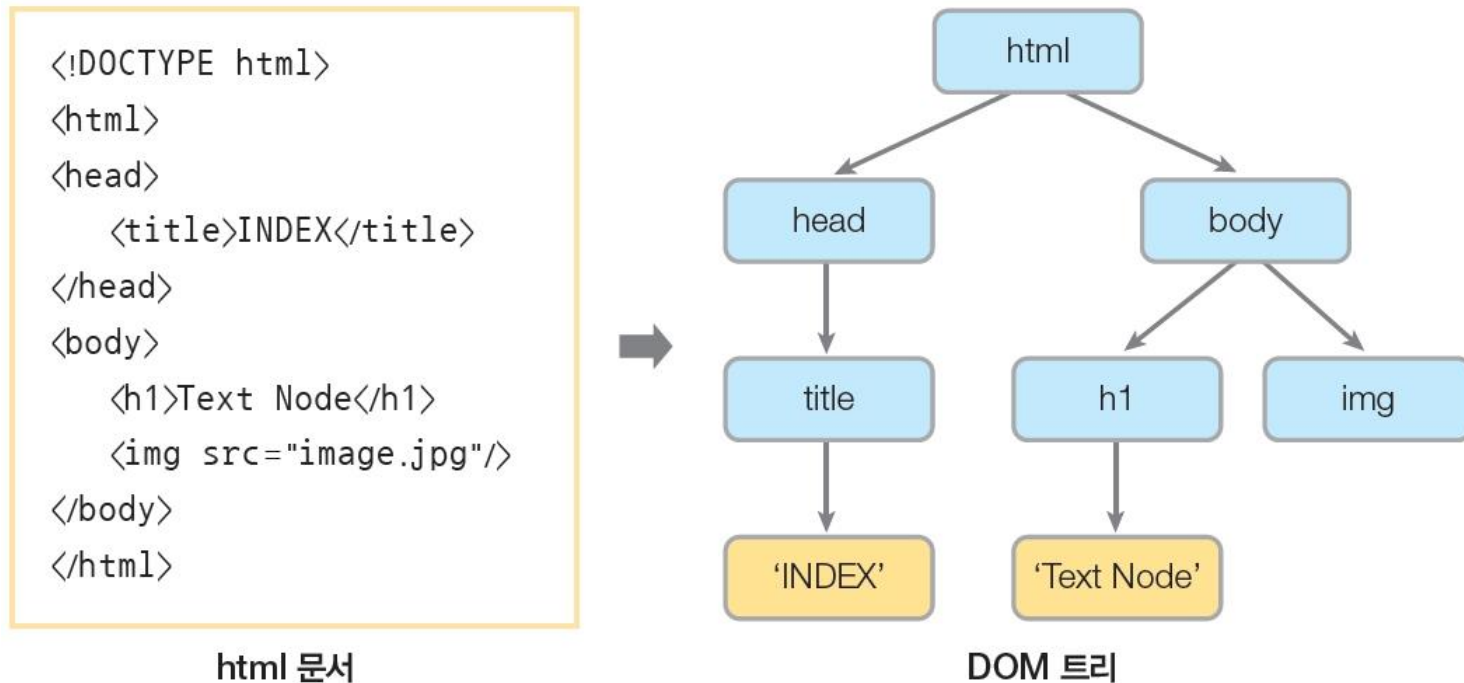 <!DOCTYPE html>
<html>
<head>
<title>INDEX</title>
</head>
<body>
<h1>Text Node</h1>
<img src="image.jpg"/>
</body>
</html>
html 문서
html
head
body
title
h1
img
‘INDEX’
‘Text Node’
DOM 트리